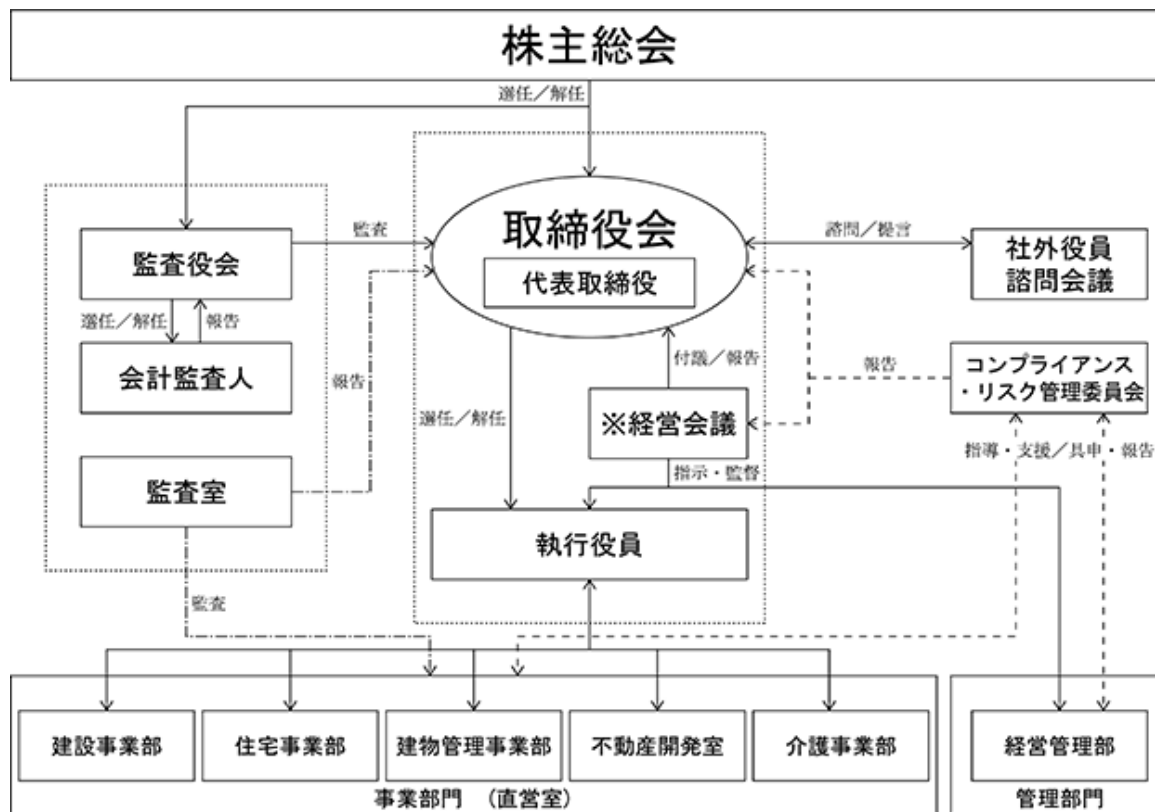 株主総会
選任／解任
取締役会
代表取締役
監査役会
監査
諮問／提言
社外役員
諮問会議
選任／解任
報告
会計監査人
報告
付議／報告
報告
コンプライアンス
・リスク管理委員会
選任／解任
※経営会議
指導・支援／具申・報告
監査室
指示・監督
執行役員
監査
建設事業部
住宅事業部
建物管理事業部
不動産開発室
介護事業部
経営管理部
事業部門　（直営室）
管理部門